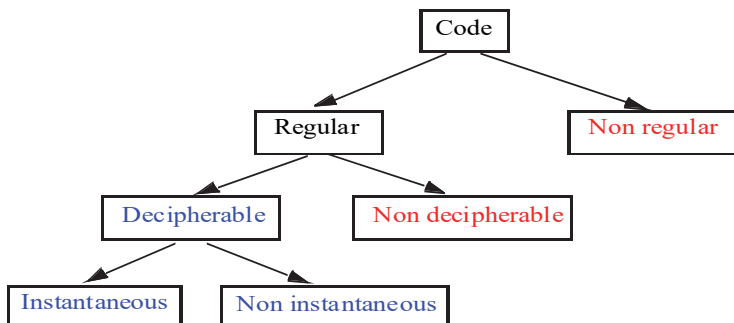 Code
Regular
Non regular
Decipherable
Non decipherable
Instantaneous
Non instantaneous